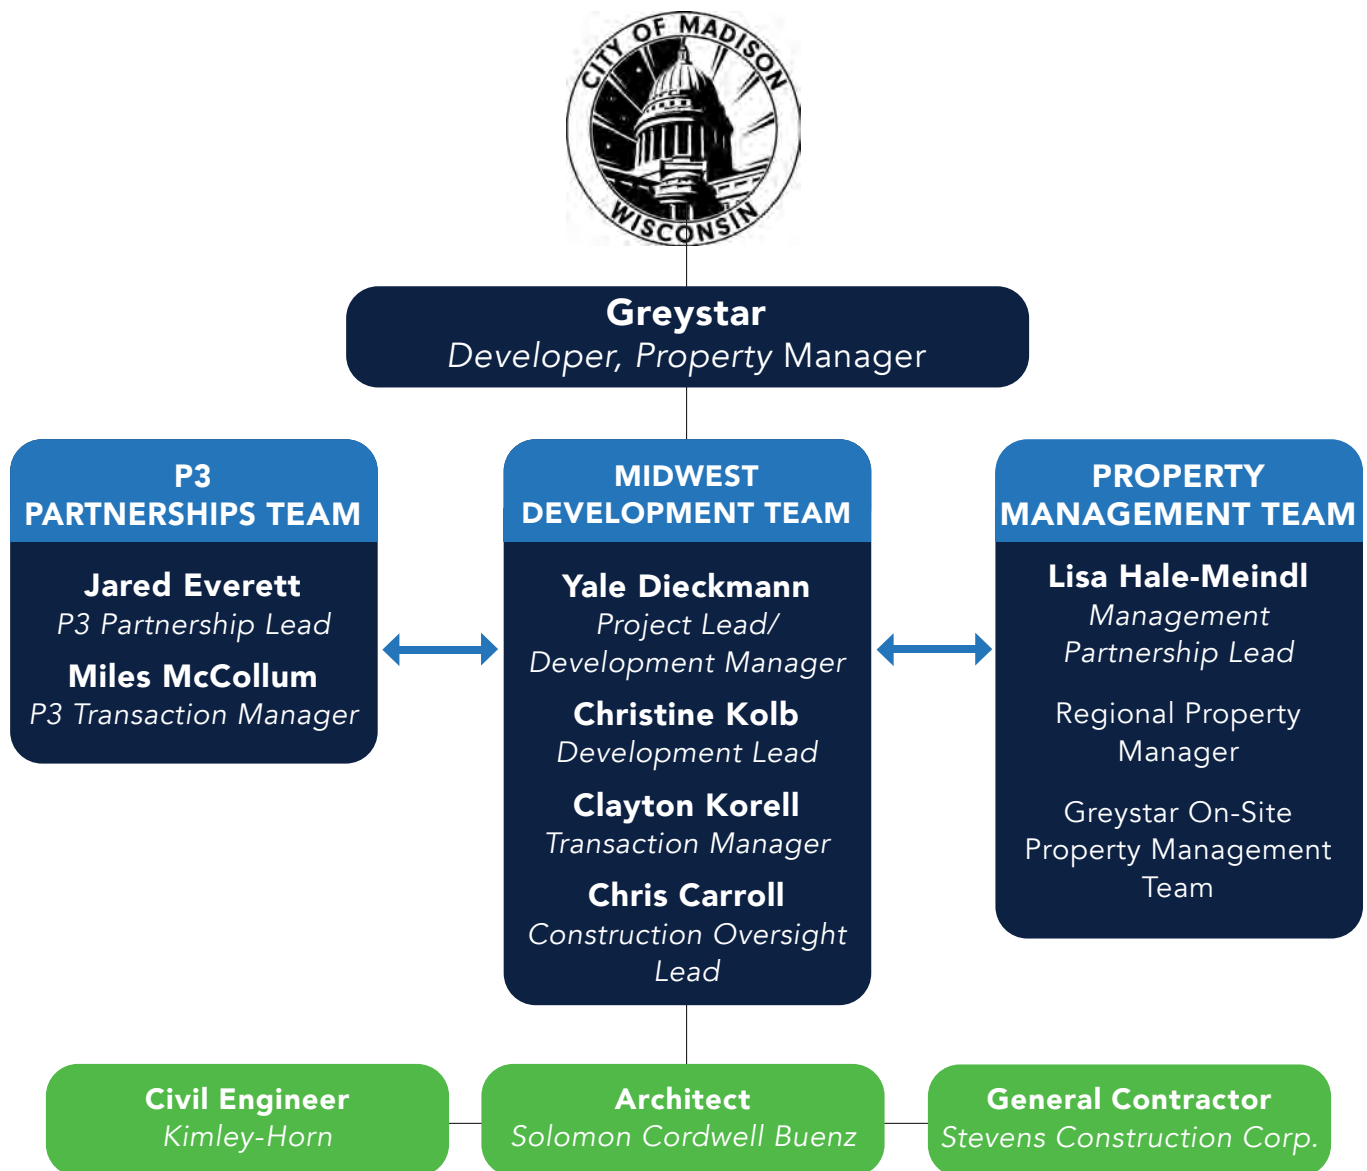 CITY OF MADISON
WISCONSIN
Greystar
Developer, Property Manager
P3
PARTNERSHIPS TEAM
Jared Everett
P3 Partnership Lead
Miles McCollum
P3 Transaction Manager
MIDWEST
DEVELOPMENT TEAM
Yale Dieckmann
Project Lead/
Development Manager
Christine Kolb
Development Lead
Clayton Korell
Transaction Manager
Chris Carroll
Construction Oversight
Lead
PROPERTY
MANAGEMENT TEAM
Lisa Hale-Meindl
Management
Partnership Lead
Regional Property
Manager
Greystar On-Site
Property Management
Team
Civil Engineer
Kimley-Horn
Architect
Solomon Cordwell Buenz
General Contractor
Stevens Construction Corp.